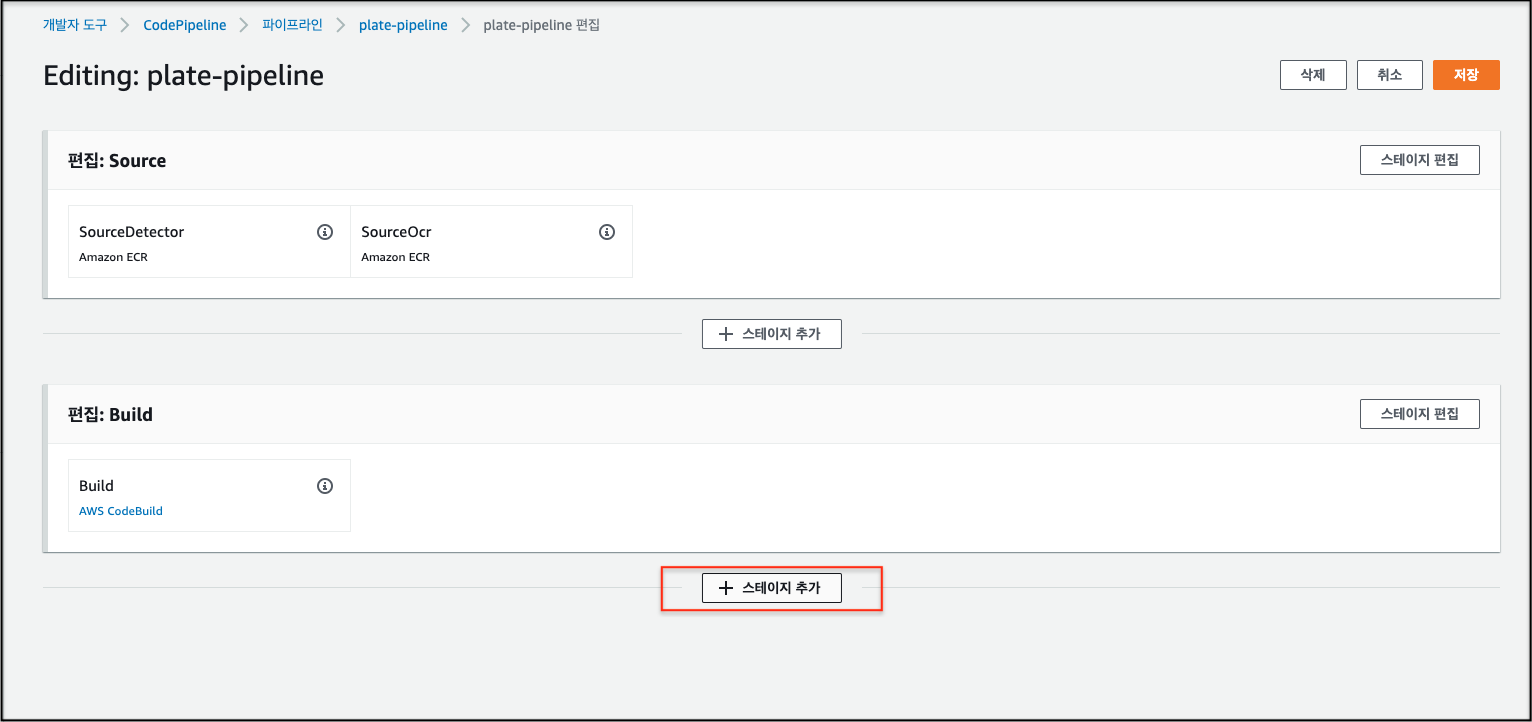 개발자 도구 > CodePipeline > 파이프라인 > plate-pipeline > plate-pipeline 편집
Editing: plate-pipeline
삭제 취소 저장
편집: Source
스테이지 편집
SourceDetector SourceOcr
Amazon ECR Amazon ECR
+ 스테이지 추가
편집: Build
스테이지 편집
Build
AWS CodeBuild
+ 스테이지 추가